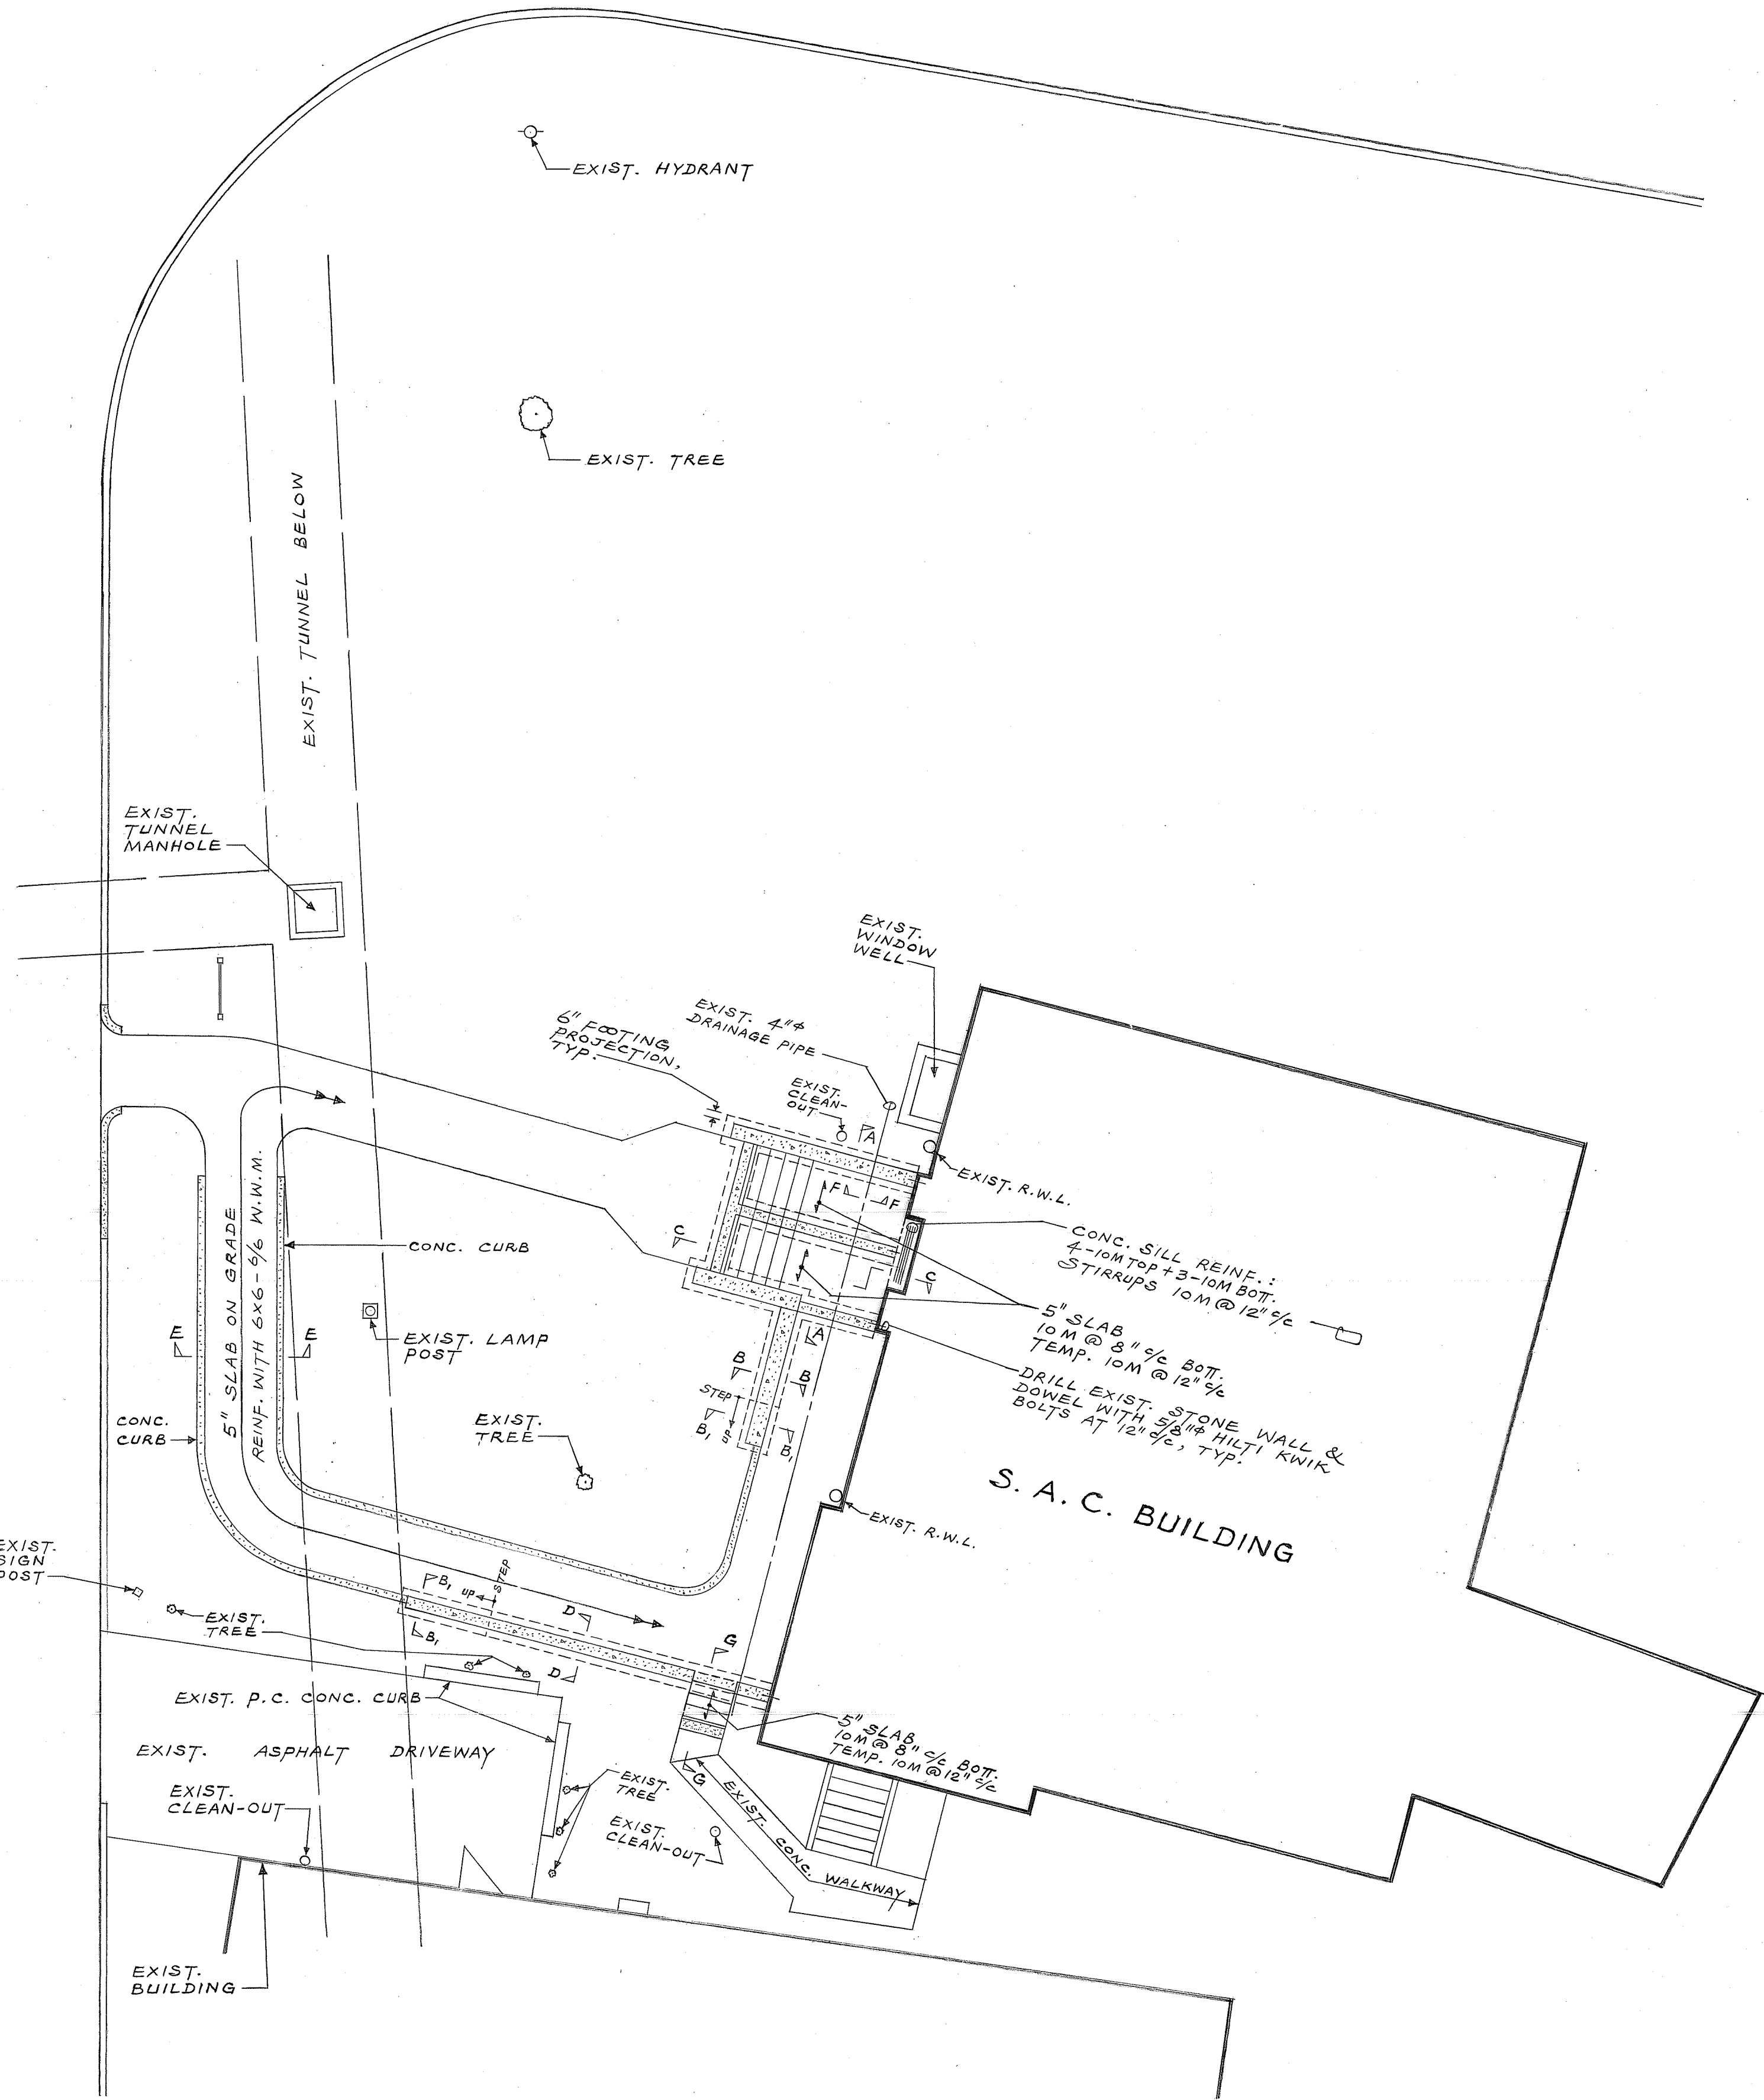 EXIST. HYDRANT
EXIST. TREE
EXIST. TUNNEL BELOW
EXIST.
TUNNEL
MANHOLE
EXIST.
WINDOW
WELL
EXIST. 4"φ
DRAINAGE PIPE
6" FOOTING
PROJECTION,
TYP.
EXIST.
CLEAN-
OUT
A
EXIST. R.W.L.
F
F
C
C
CONC. SILL REINF.:
4-10M TOP + 3-10M BOTT.
STIRRUPS 10M @ 12" c/c
5" SLAB
10M @ 8" c/c BOTT.
TEMP. 10M @ 12" c/c
DRILL EXIST. STONE WALL &
DOWEL WITH 5/8"φ HILTI KWIK
BOLTS AT 12" c/c, TYP.
CONC. CURB
5" SLAB ON GRADE
REINF. WITH 6x6-6/6 W.W.M.
E
E
EXIST. LAMP
POST
A
B
B
STEP
B1
B1
CONC.
CURB
EXIST.
TREE
S. A. C. BUILDING
EXIST. R.W.L.
EXIST.
SIGN
POST
B1
UP
STEP
B1
D
D
G
EXIST.
TREE
EXIST. P.C. CONC. CURB
EXIST. ASPHALT DRIVEWAY
5" SLAB
10M @ 8" c/c BOTT.
TEMP. 10M @ 12" c/c
G
EXIST.
CLEAN-OUT
EXIST.
TREE
EXIST.
CLEAN-OUT
EXIST. CONC. WALKWAY
EXIST.
BUILDING